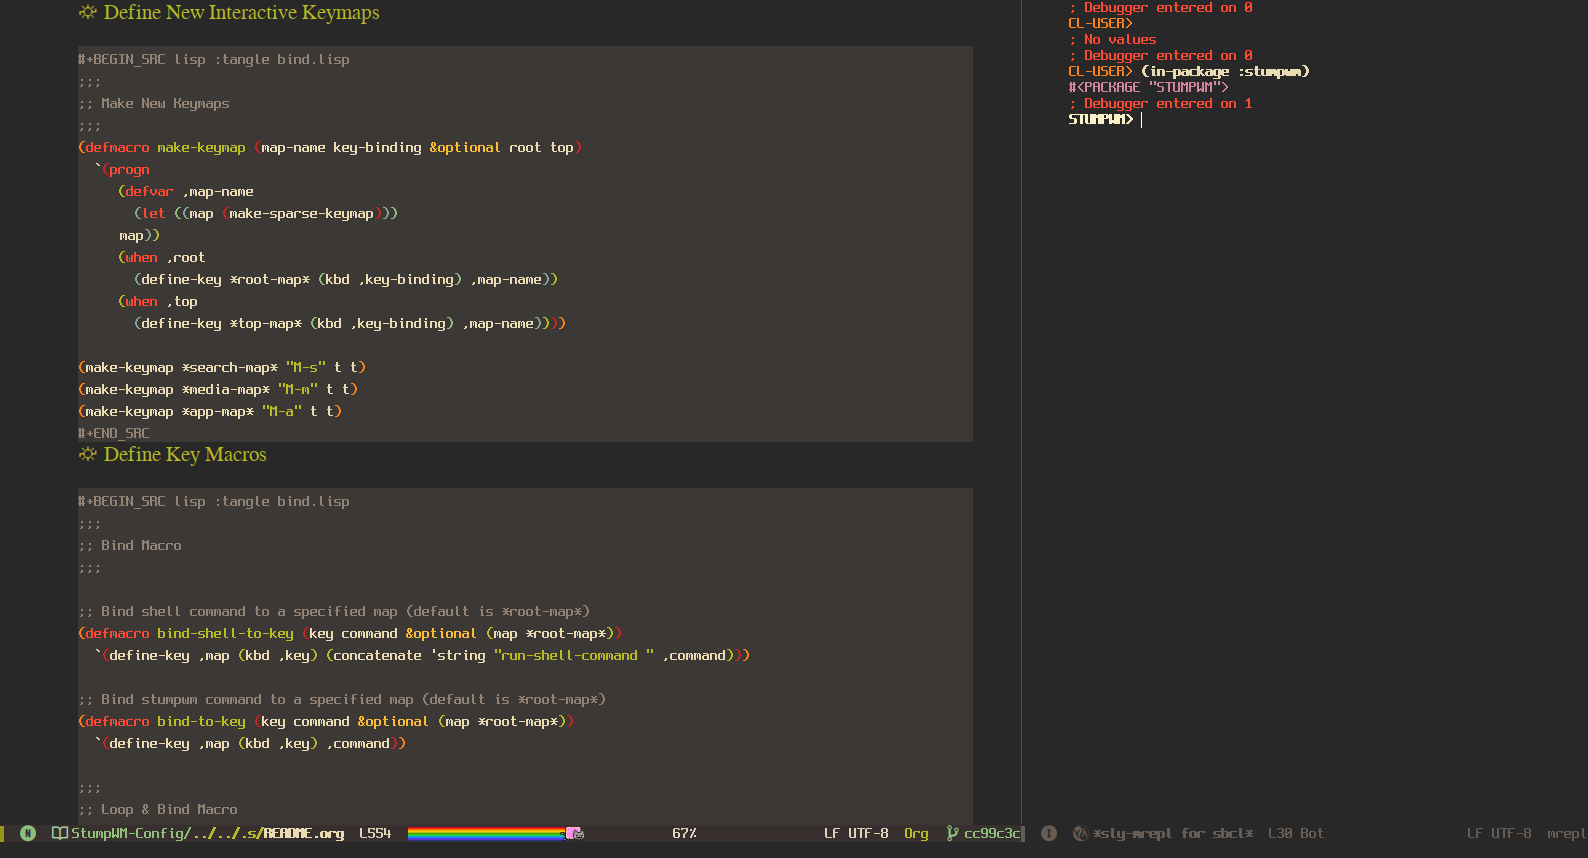 Define New Interactive Keymaps
#+BEGIN_SRC lisp :tangle bind.lisp
;;;
;; Make New Keymaps
;;;
(defmacro make-keymap (map-name key-binding &optional root top)
  `(progn
     (defvar ,map-name
       (let ((map (make-sparse-keymap)))
     map))
     (when ,root
       (define-key *root-map* (kbd ,key-binding) ,map-name))
     (when ,top
       (define-key *top-map* (kbd ,key-binding) ,map-name))))
(make-keymap *search-map* "M-s" t t)
(make-keymap *media-map* "M-m" t t)
(make-keymap *app-map* "M-a" t t)
#+END_SRC
Define Key Macros
#+BEGIN_SRC lisp :tangle bind.lisp
;;;
;; Bind Macro
;;;
;; Bind shell command to a specified map (default is *root-map*)
(defmacro bind-shell-to-key (key command &optional (map *root-map*))
  `(define-key ,map (kbd ,key) (concatenate 'string "run-shell-command " ,command)))
;; Bind stumpwm command to a specified map (default is *root-map*)
(defmacro bind-to-key (key command &optional (map *root-map*))
  `(define-key ,map (kbd ,key) ,command))
;;;
;; Loop & Bind Macro
N StumpWM-Config/../../.s/README.org L554 67% LF UTF-8 Org cc99c3c
; Debugger entered on 0
CL-USER>
; No values
; Debugger entered on 0
CL-USER> (in-package :stumpwm)
#<PACKAGE "STUMPWM">
; Debugger entered on 1
STUMPWM>
I *sly-mrepl for sbcl* L30 Bot LF UTF-8 mrepl